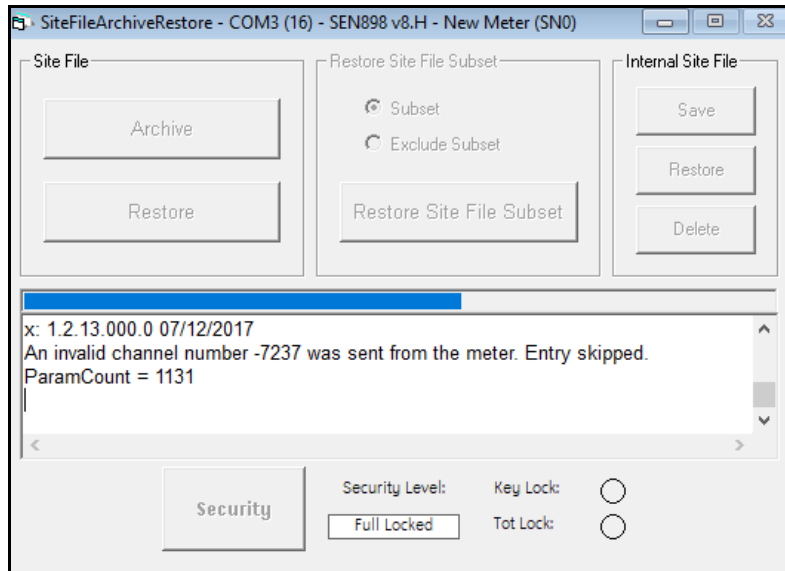 SiteFileArchiveRestore - COM3 (16) - SEN898 v8.H - New Meter (SN0)
Site File
Archive
Restore
Restore Site File Subset
Subset
Exclude Subset
Restore Site File Subset
Internal Site File
Save
Restore
Delete
x: 1.2.13.000.0 07/12/2017
An invalid channel number -7237 was sent from the meter. Entry skipped.
ParamCount = 1131
Security
Security Level:
Full Locked
Key Lock:
Tot Lock: